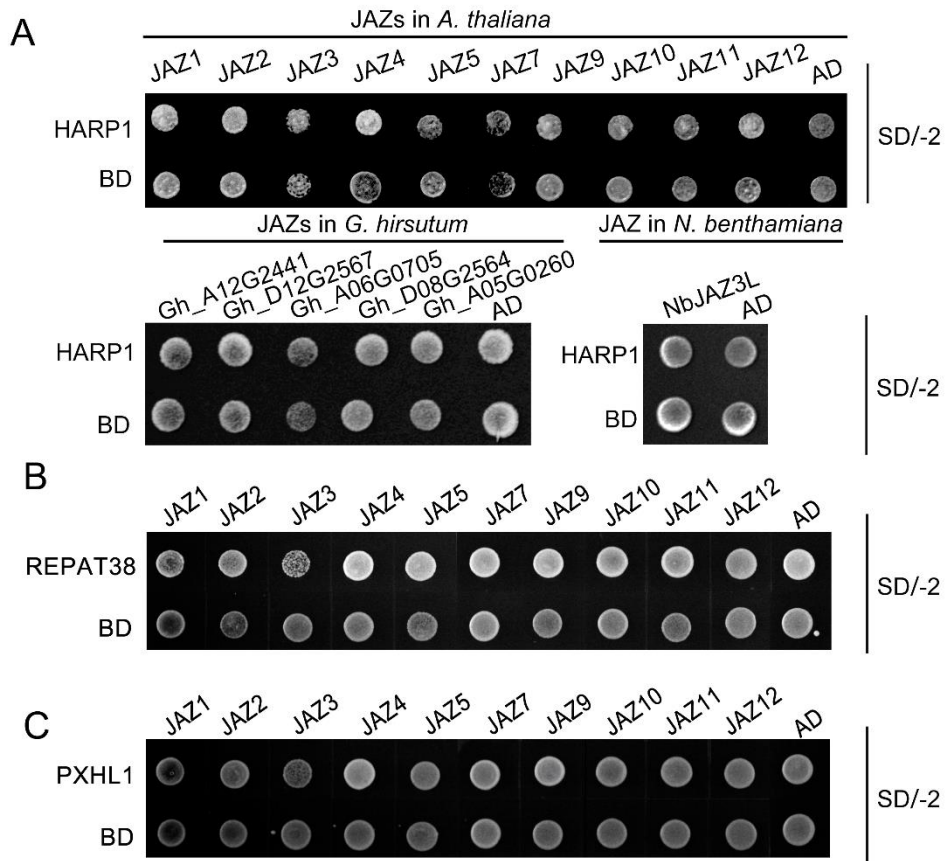 A
JAZs in A. thaliana
JAZ1 JAZ2 JAZ3 JAZ4 JAZ5 JAZ7 JAZ9 JAZ10 JAZ11 JAZ12 AD
HARP1
SD/-2
BD
JAZs in G. hirsutum JAZ in N. benthamiana
Gh_A12G2441 Gh_D12G2567 Gh_A06G0705 Gh_D08G2564 Gh_A05G0260 AD NbJAZ3L AD
HARP1 HARP1
SD/-2
BD BD
B
JAZ1 JAZ2 JAZ3 JAZ4 JAZ5 JAZ7 JAZ9 JAZ10 JAZ11 JAZ12 AD
REPAT38
SD/-2
BD
C
JAZ1 JAZ2 JAZ3 JAZ4 JAZ5 JAZ7 JAZ9 JAZ10 JAZ11 JAZ12 AD
PXHL1
SD/-2
BD